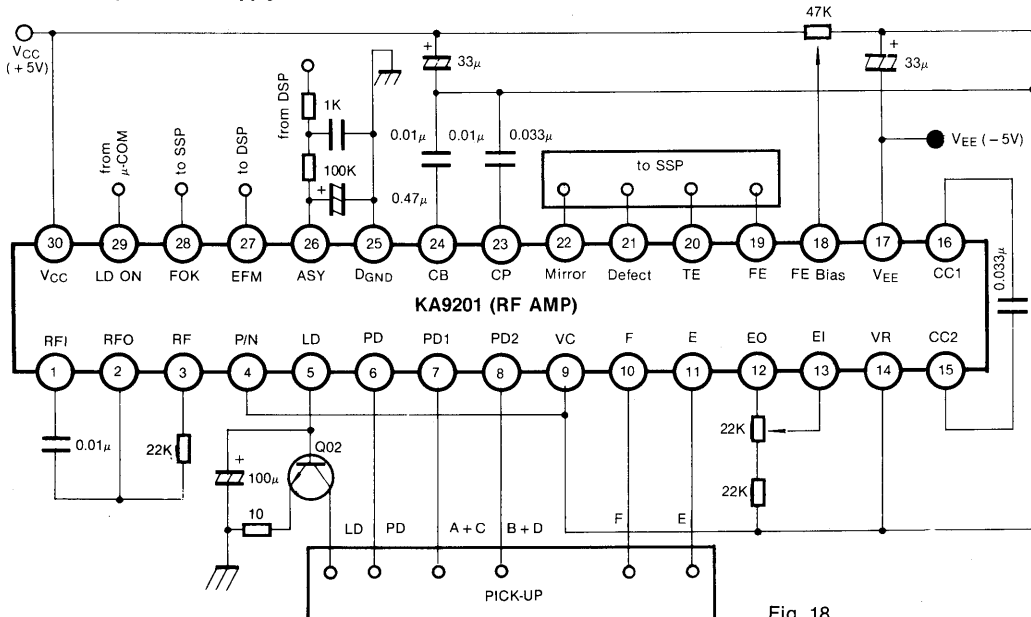 47K
VCC
(+5V)
+
33μ
+
33μ
from DSP
1K
100K
+
0.47μ
0.01μ
0.01μ
0.033μ
VEE (−5V)
from
μ-COM
to SSP
to DSP
to SSP
0.033μ
30 29 28 27 26 25 24 23 22 21 20 19 18 17 16
VCC LD ON FOK EFM ASY DGND CB CP Mirror Defect TE FE FE Bias VEE CC1
KA9201 (RF AMP)
RFI RFO RF P/N LD PD PD1 PD2 VC F E EO EI VR CC2
1 2 3 4 5 6 7 8 9 10 11 12 13 14 15
0.01μ
22K
+
100μ
Q02
10
22K
22K
LD PD A+C B+D F E
PICK-UP
Fig. 18